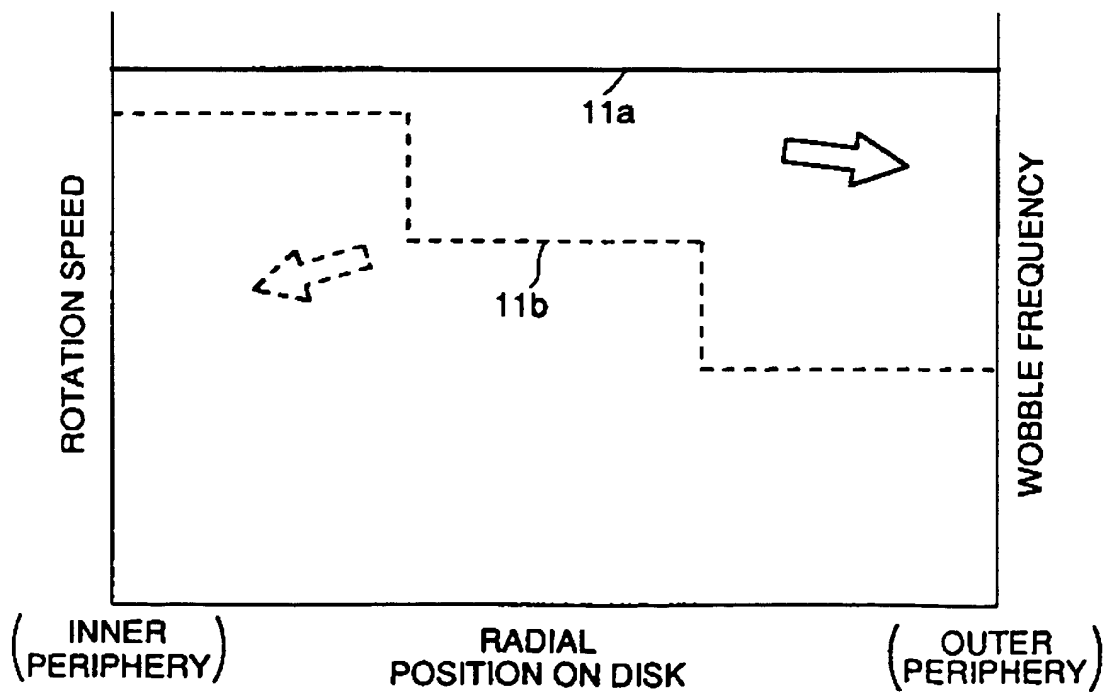 11a
11b
ROTATION SPEED
WOBBLE FREQUENCY
(INNER
PERIPHERY)
RADIAL
POSITION ON DISK
(OUTER
PERIPHERY)